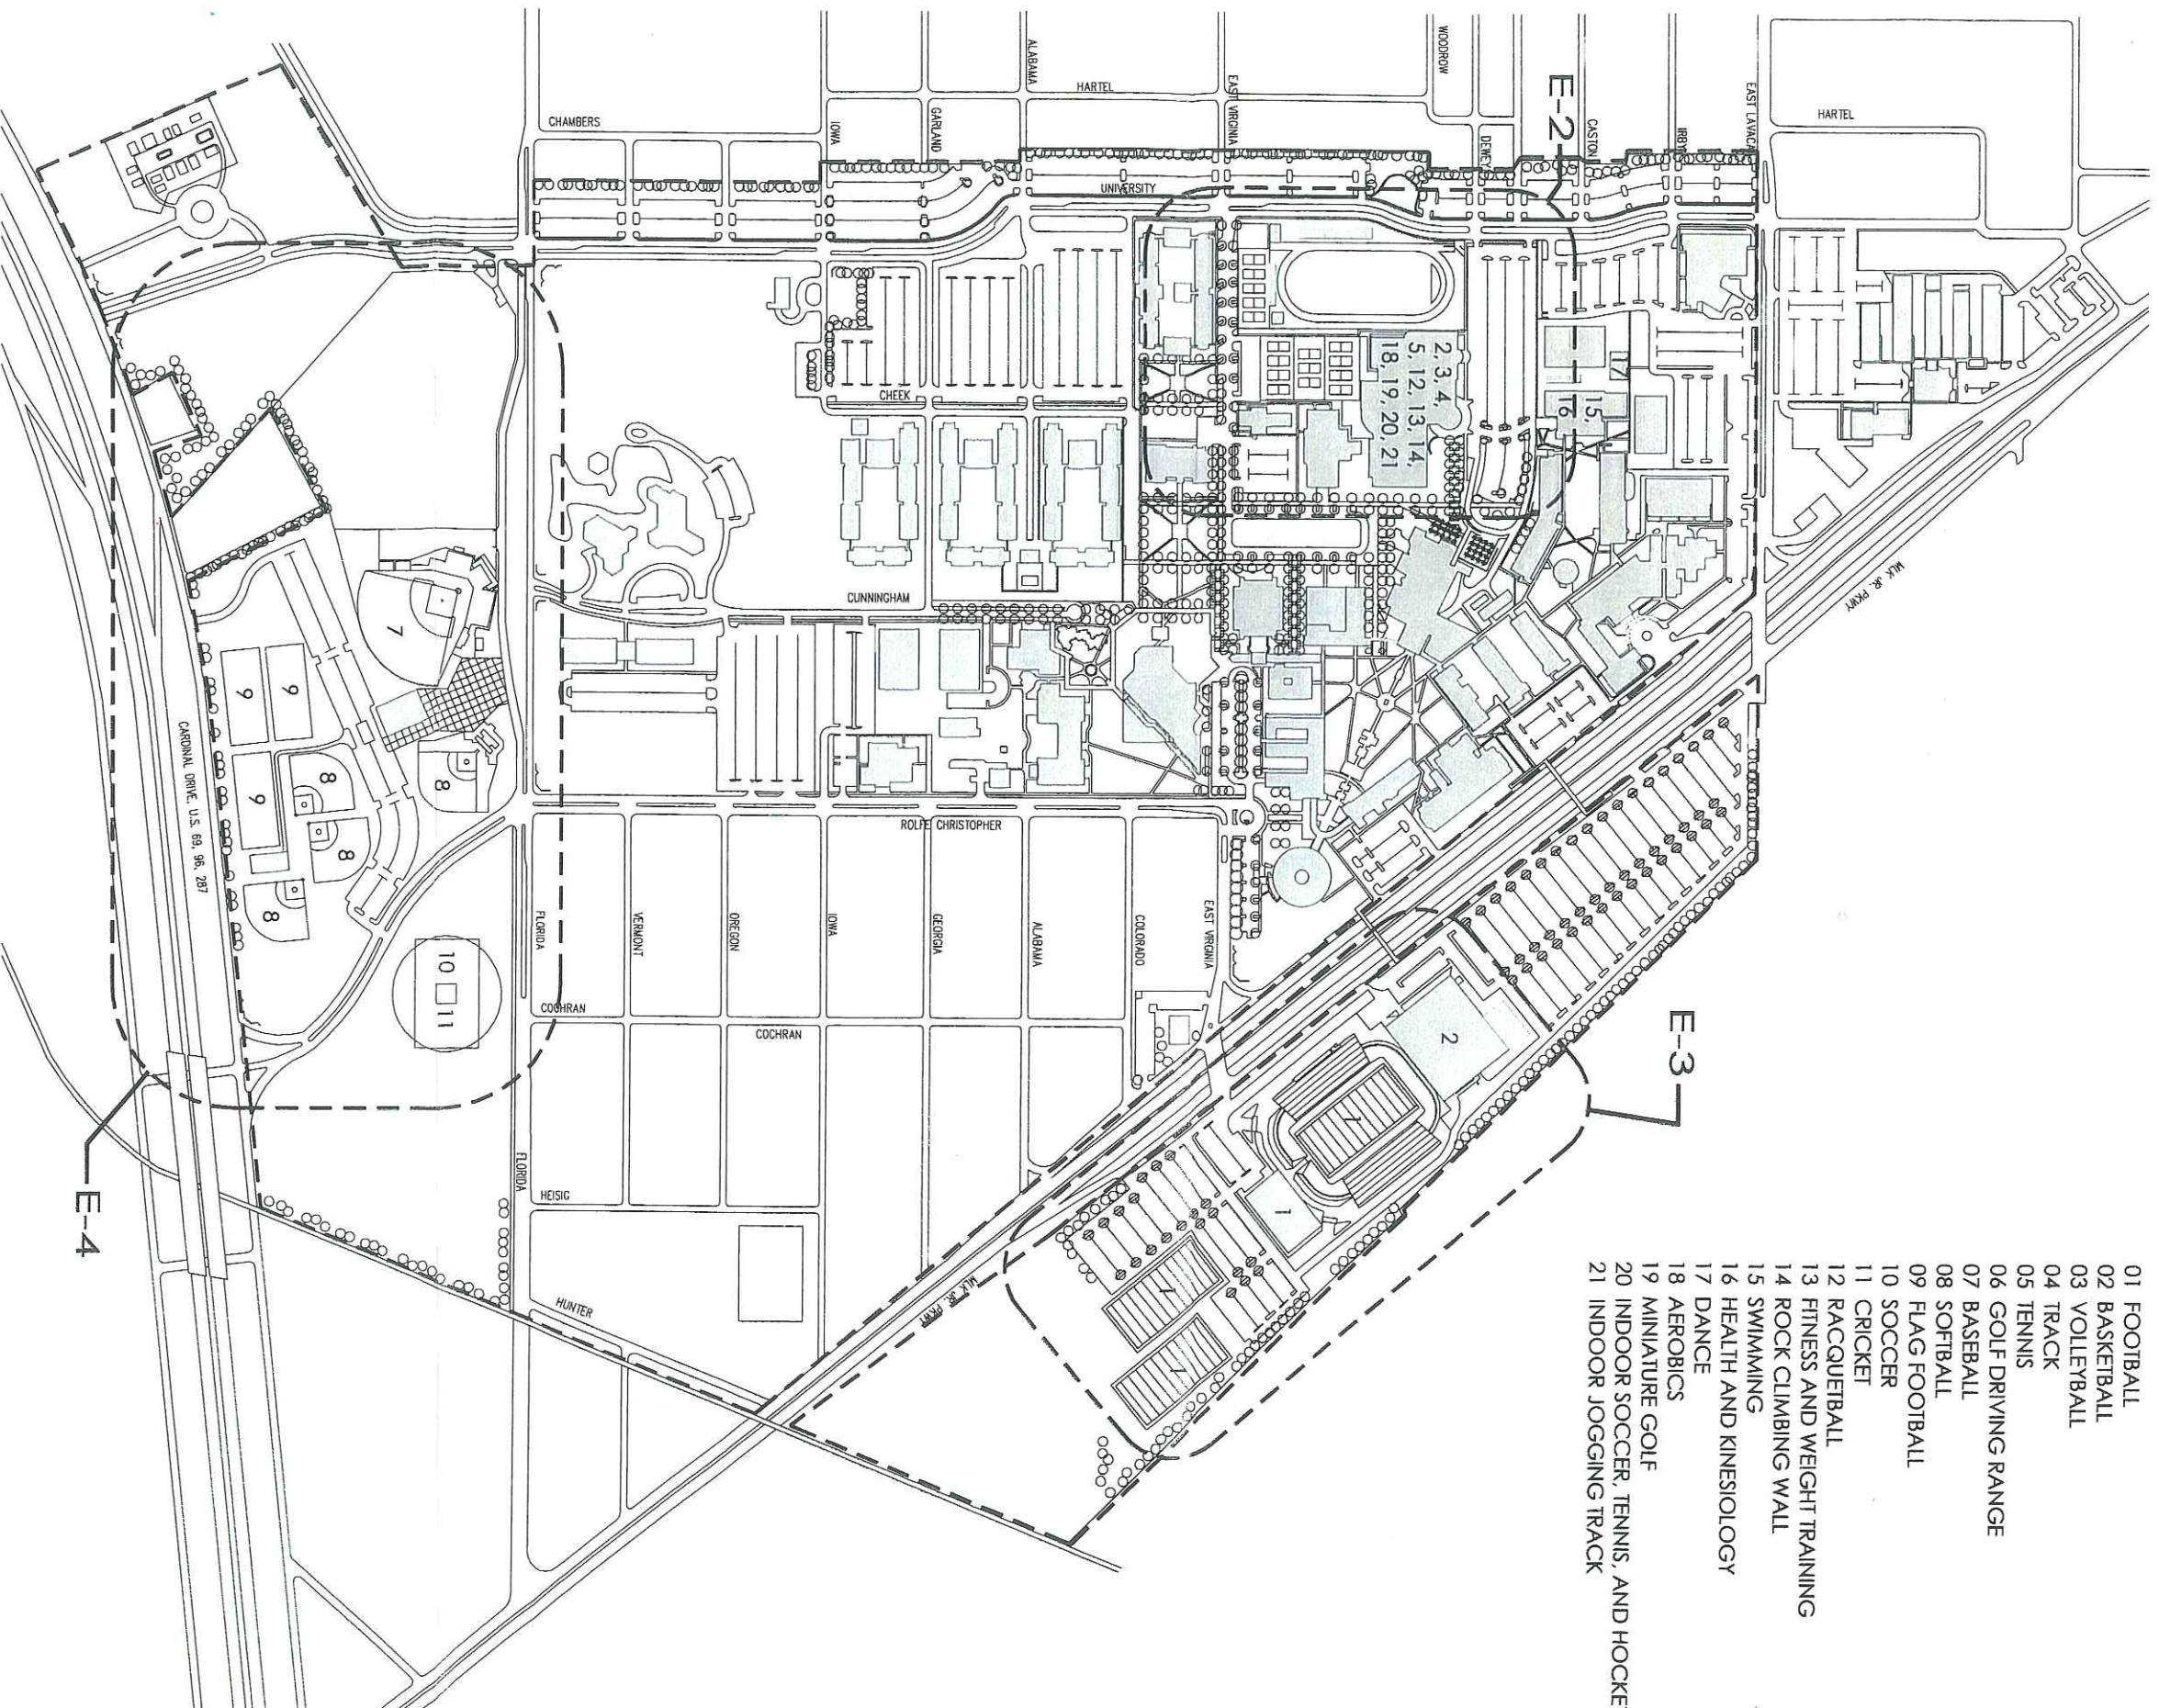 01 FOOTBALL
02 BASKETBALL
03 VOLLEYBALL
04 TRACK
05 TENNIS
06 GOLF DRIVING RANGE
07 BASEBALL
08 SOFTBALL
09 FLAG FOOTBALL
10 SOCCER
11 CRICKET
12 RACQUETBALL
13 FITNESS AND WEIGHT TRAINING
14 ROCK CLIMBING WALL
15 SWIMMING
16 HEALTH AND KINESIOLOGY
17 DANCE
18 AEROBICS
19 MINIATURE GOLF
20 INDOOR SOCCER, TENNIS, AND HOCKE
21 INDOOR JOGGING TRACK
E-2
E-3
E-4
HARTEL
HARTEL
EAST LAVACA
IRBY
CASTON
DEWEY
WOODROW
EAST VIRGINIA
ALABAMA
GARLAND
IOWA
CHAMBERS
UNIVERSITY
2, 3, 4,
5, 12, 13, 14,
18, 19, 20, 21
17
15,
16
CHEEK
CUNNINGHAM
MLK JR. PKWY
ROLFE CHRISTOPHER
EAST VIRGINIA
COLORADO
ALABAMA
GEORGIA
IOWA
OREGON
VERMONT
FLORIDA
COCHRAN
COCHRAN
FLORIDA
HEISIG
HUNTER
MLK JR. PKWY
CARDINAL DRIVE, U.S. 69, 96, 287
7
9
9
9
8
8
8
8
10
11
2
1
1
1
1